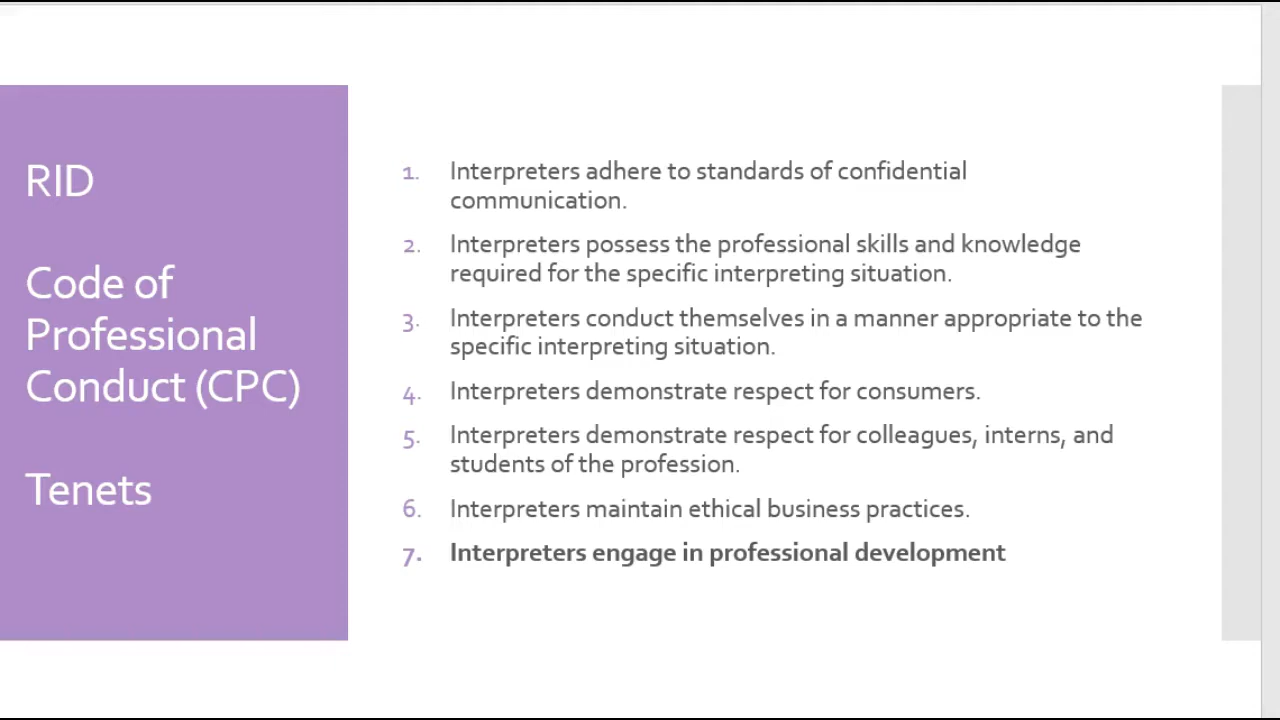 RID
Code of
Professional
Conduct (CPC)
Tenets
1. Interpreters adhere to standards of confidential
communication.
2. Interpreters possess the professional skills and knowledge
required for the specific interpreting situation.
3. Interpreters conduct themselves in a manner appropriate to the
specific interpreting situation.
4. Interpreters demonstrate respect for consumers.
5. Interpreters demonstrate respect for colleagues, interns, and
students of the profession.
6. Interpreters maintain ethical business practices.
7. Interpreters engage in professional development